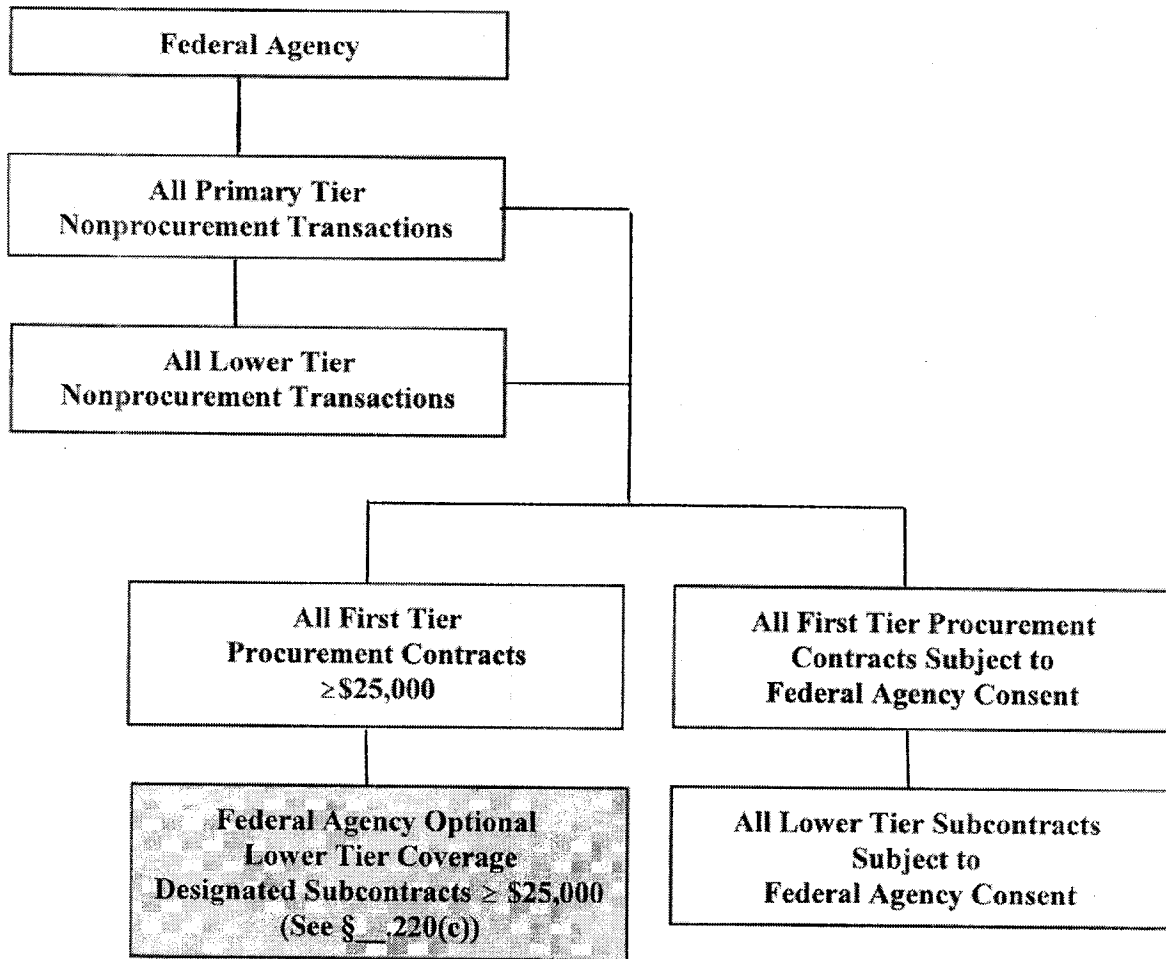 Federal Agency
All Primary Tier
Nonprocurement Transactions
All Lower Tier
Nonprocurement Transactions
All First Tier
Procurement Contracts
≥$25,000
All First Tier Procurement
Contracts Subject to
Federal Agency Consent
Federal Agency Optional
Lower Tier Coverage
Designated Subcontracts ≥ $25,000
(See §__.220(c))
All Lower Tier Subcontracts
Subject to
Federal Agency Consent